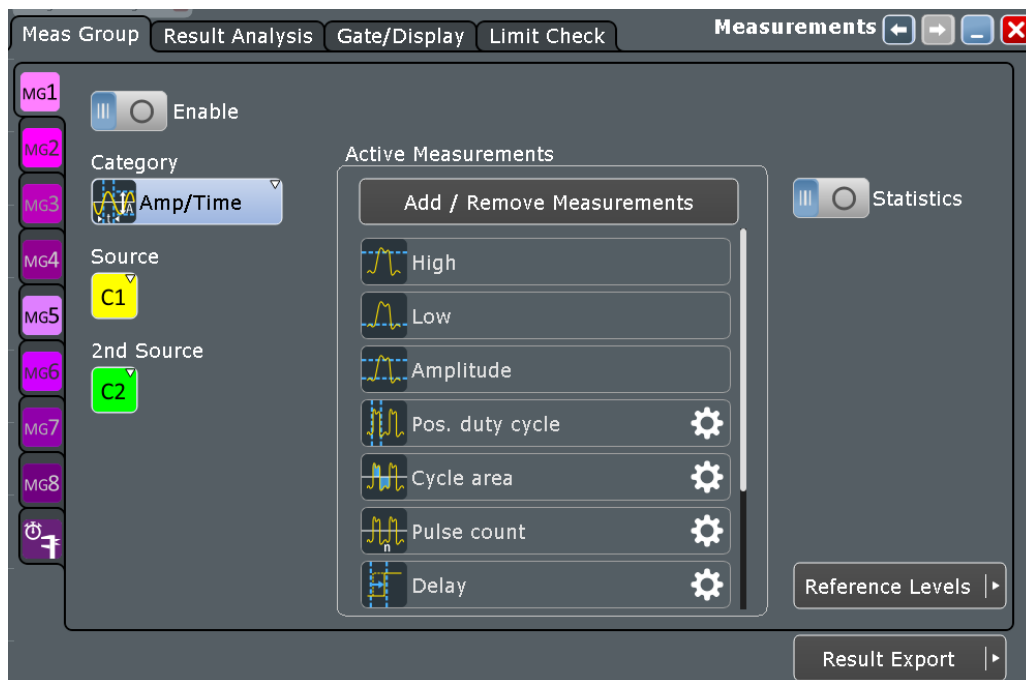 Meas Group Result Analysis Gate/Display Limit Check Measurements
MG1
Enable
MG2
Category
Active Measurements
Amp/Time
Add / Remove Measurements
Statistics
MG3
Source
MG4
High
C1
MG5
Low
2nd Source
MG6
Amplitude
C2
MG7
Pos. duty cycle
MG8
Cycle area
n
Pulse count
Delay
Reference Levels
Result Export